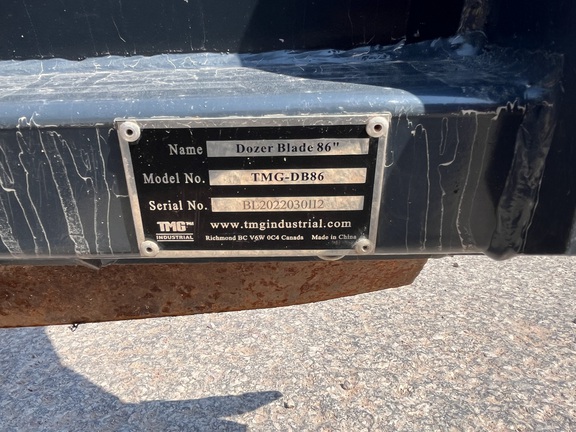 Name Dozer Blade 86"
Model No. TMG-DB86
Serial No. BL2022030112
TMG www.tmgindustrial.com
INDUSTRIAL Richmond BC V6W 0C4 Canada Made in China